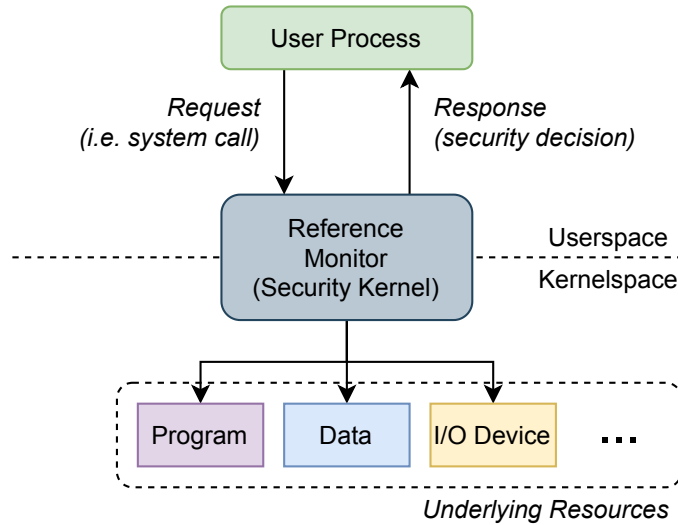 User Process
Request
(i.e. system call)
Response
(security decision)
Reference
Monitor
(Security Kernel)
Userspace
Kernelspace
Program
Data
I/O Device
...
Underlying Resources